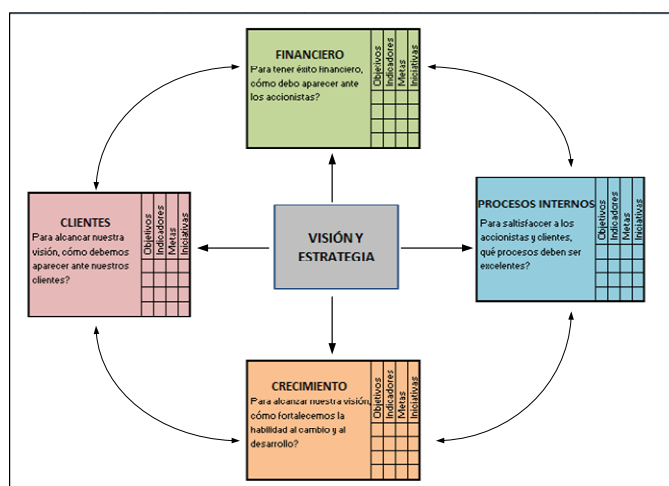 FINANCIERO
Para tener éxito financiero,
cómo debo aparecer ante
los accionistas?
Objetivos
Indicadores
Metas
Iniciativas
CLIENTES
Para alcancar nuestra
visión, cómo debemos
aparecer ante nuestros
clientes?
Objetivos
Indicadores
Metas
Iniciativas
VISIÓN Y
ESTRATEGIA
PROCESOS INTERNOS
Para saltisfaccer a los
accionistas y clientes,
qué procesos deben ser
excelentes?
Objetivos
Indicadores
Metas
Iniciativas
CRECIMIENTO
Para alcanzar nuestra visión,
cómo fortalecemos la
habilidad al cambio y al
desarrollo?
Objetivos
Indicadores
Metas
Iniciativas